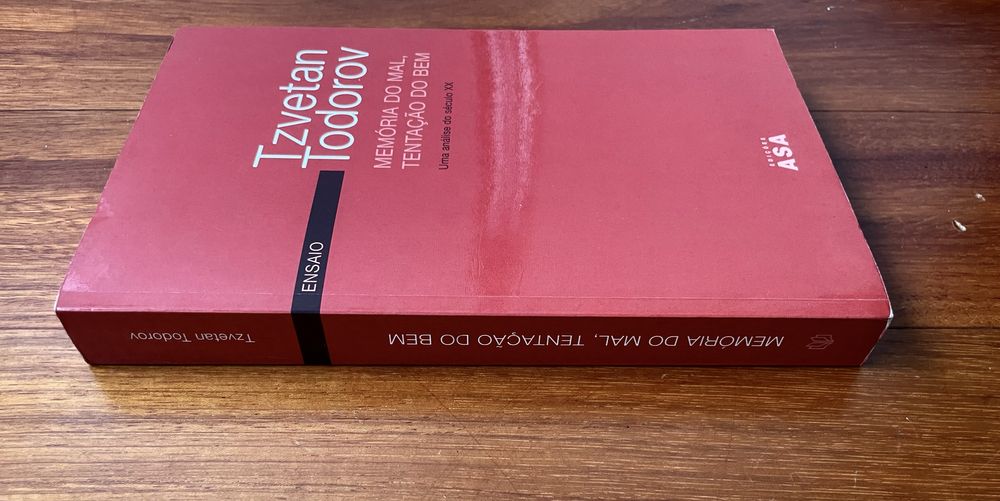 Tzvetan
Todorov
MEMÓRIA DO MAL,
TENTAÇÃO DO BEM
Uma análise do século XX
ENSAIO
EDIÇÕES
ASA
Tzvetan Todorov
MEMÓRIA DO MAL, TENTAÇÃO DO BEM